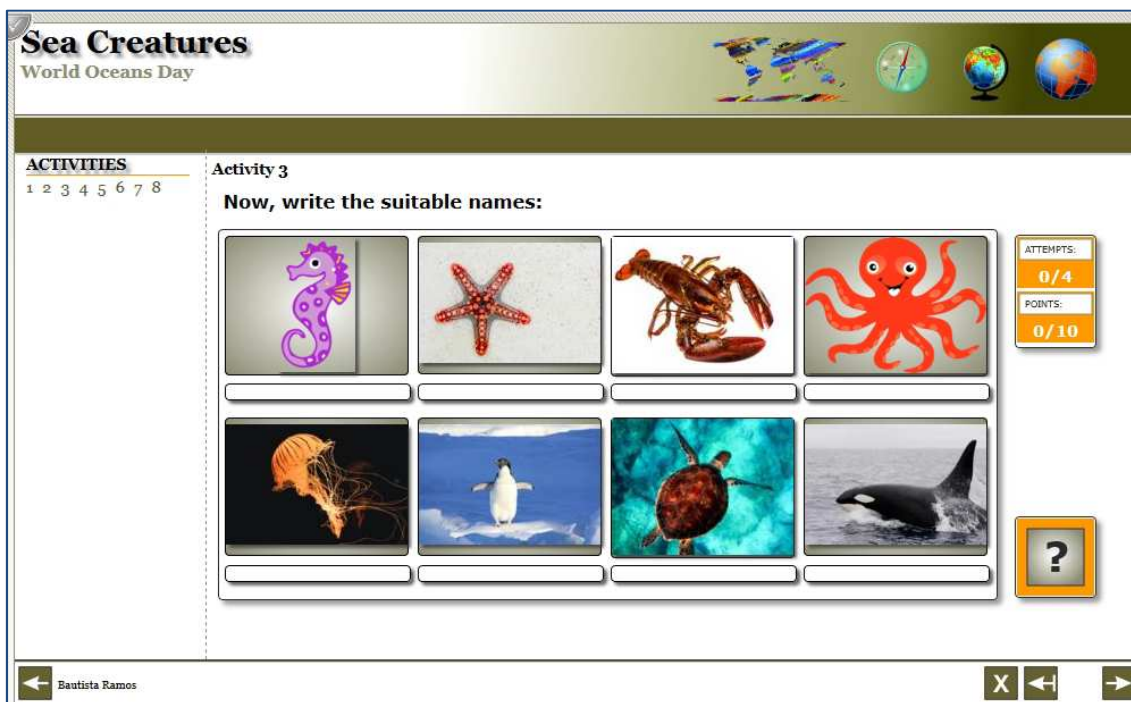 Sea Creatures
World Oceans Day
ACTIVITIES
1 2 3 4 5 6 7 8
Activity 3
Now, write the suitable names:
ATTEMPTS:
0/4
POINTS:
0/10
?
Bautista Ramos
X